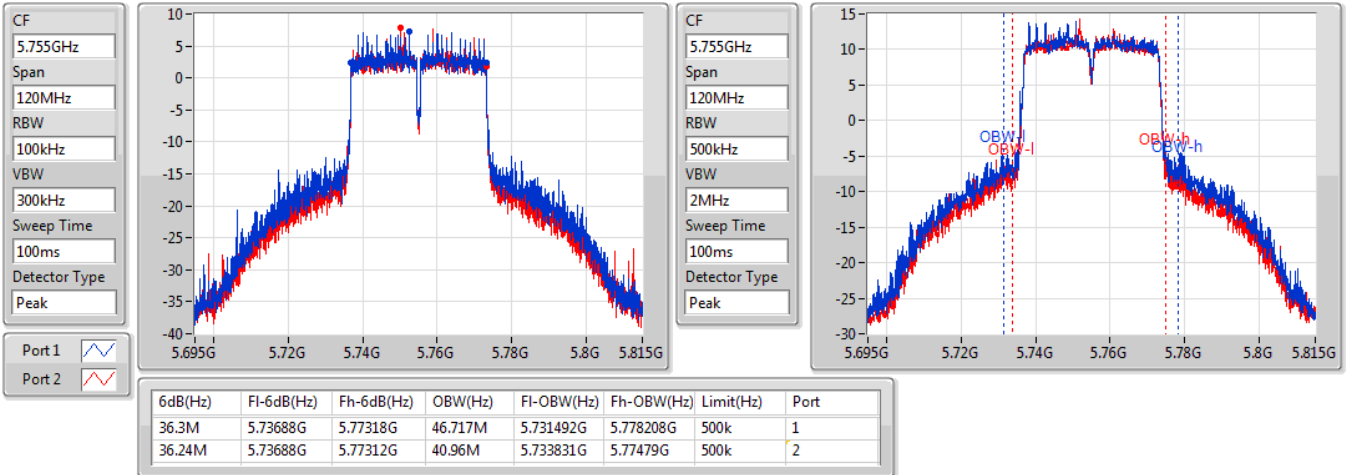 CF
5.755GHz
Span
120MHz
RBW
100kHz
VBW
300kHz
Sweep Time
100ms
Detector Type
Peak
Port 1
Port 2
10
5
0
-5
-10
-15
-20
-25
-30
-35
-40
5.695G 5.72G 5.74G 5.76G 5.78G 5.8G 5.815G
CF
5.755GHz
Span
120MHz
RBW
500kHz
VBW
2MHz
Sweep Time
100ms
Detector Type
Peak
15
10
5
0
-5
-10
-15
-20
-25
-30
OBW-l
OBW-l
OBW-h
OBW-h
5.695G 5.72G 5.74G 5.76G 5.78G 5.8G 5.815G
6dB(Hz) Fl-6dB(Hz) Fh-6dB(Hz) OBW(Hz) Fl-OBW(Hz) Fh-OBW(Hz) Limit(Hz) Port
36.3M 5.73688G 5.77318G 46.717M 5.731492G 5.778208G 500k 1
36.24M 5.73688G 5.77312G 40.96M 5.733831G 5.77479G 500k 2